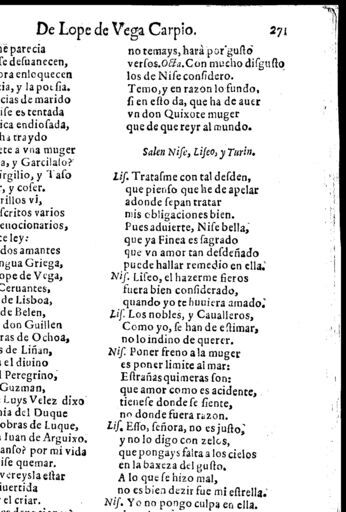 De Lope de Vega Carpio. 271
ne parecia
se desuanecen,
ora enloquecen
cia, y la poesia.
cias de marido
ise es tentada
ica endiosada,
ha traydo
ete a vna muger
a, y Garcilaso?
irgilio, y Taso
r, y coser.
rillos vi,
scritos varios
enocionarios,
te ley:
dos amantes
ngua Griega,
ope de Vega,
Ceruantes,
de Lisboa,
de Belen,
don Guillen
ras de Ochoa,
s de Liñan,
s el diuino
l Peregrino,
Guzman,
Luys Velez dixo
nia del Duque
obras de Luque,
Iuan de Arguixo.
anso? por mi vida
ise quemar.
vereysla estar
iuertida
r el criar.
no temays, harà por gusto
versos. Octa. Con mucho disgusto
los de Nise considero.
Temo, y en razon lo fundo,
si en esto da, que ha de auer
vn don Quixote muger
que de que reyr al mundo.
Salen Nise, Liseo, y Turin.
Lis. Tratasme con tal desden,
que pienso que he de apelar
adonde sepan tratar
mis obligaciones bien.
Pues aduierte, Nise bella,
que ya Finea es sagrado
que vn amor tan desdeñado
puede hallar remedio en ella.
Nis. Liseo, el hazerme fieros
fuera bien considerado,
quando yo te huuiera amado.
Lis. Los nobles, y Caualleros,
Como yo, se han de estimar,
no lo indino de querer.
Nis. Poner freno a la muger
es poner limite al mar:
Estrañas quimeras son:
que amor como es acidente,
tienese donde se siente,
no donde fuera razon.
Lis. Esso, señora, no es justo,
y no lo digo con zelos,
que pongays falta a los cielos
en la baxeza del gusto.
A lo que se hizo mal,
no es bien dezir fue mi estrella.
Nis. Yo no pongo culpa en ella.